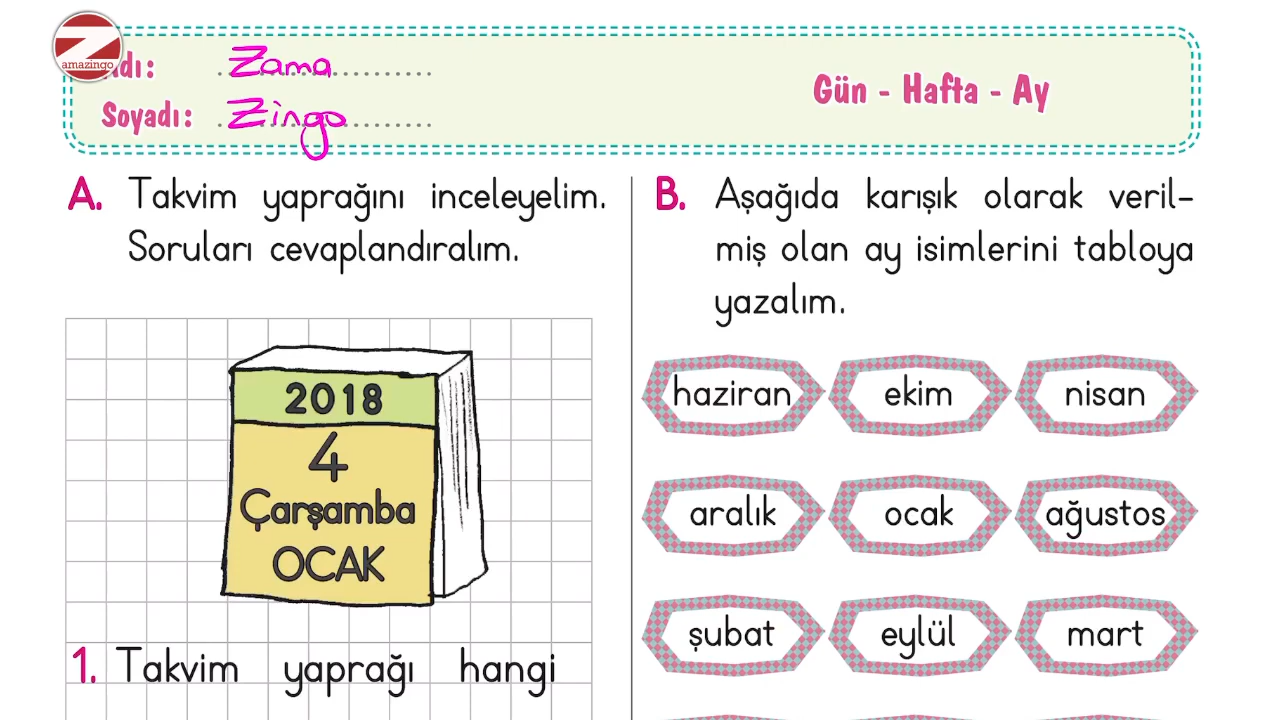 amazingo
dı: Zama
Soyadı: Zingo
Gün - Hafta - Ay
A. Takvim yaprağını inceleyelim.
Soruları cevaplandıralım.
2018
4
Çarşamba
OCAK
1. Takvim yaprağı hangi
B. Aşağıda karışık olarak veril-
miş olan ay isimlerini tabloya
yazalım.
haziran ekim nisan
aralık ocak ağustos
şubat eylül mart